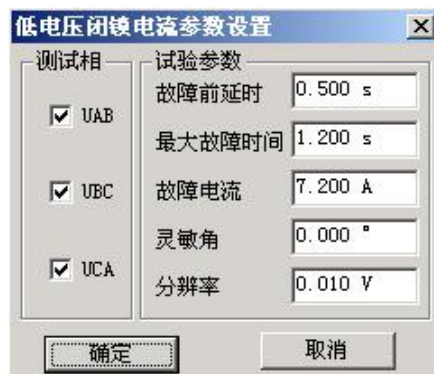 低电压闭镜电流参数设置
测试相
UAB
UBC
UCA
试验参数
故障前延时 0.500 s
最大故障时间 1.200 s
故障电流 7.200 A
灵敏角 0.000 °
分辨率 0.010 V
确定
取消